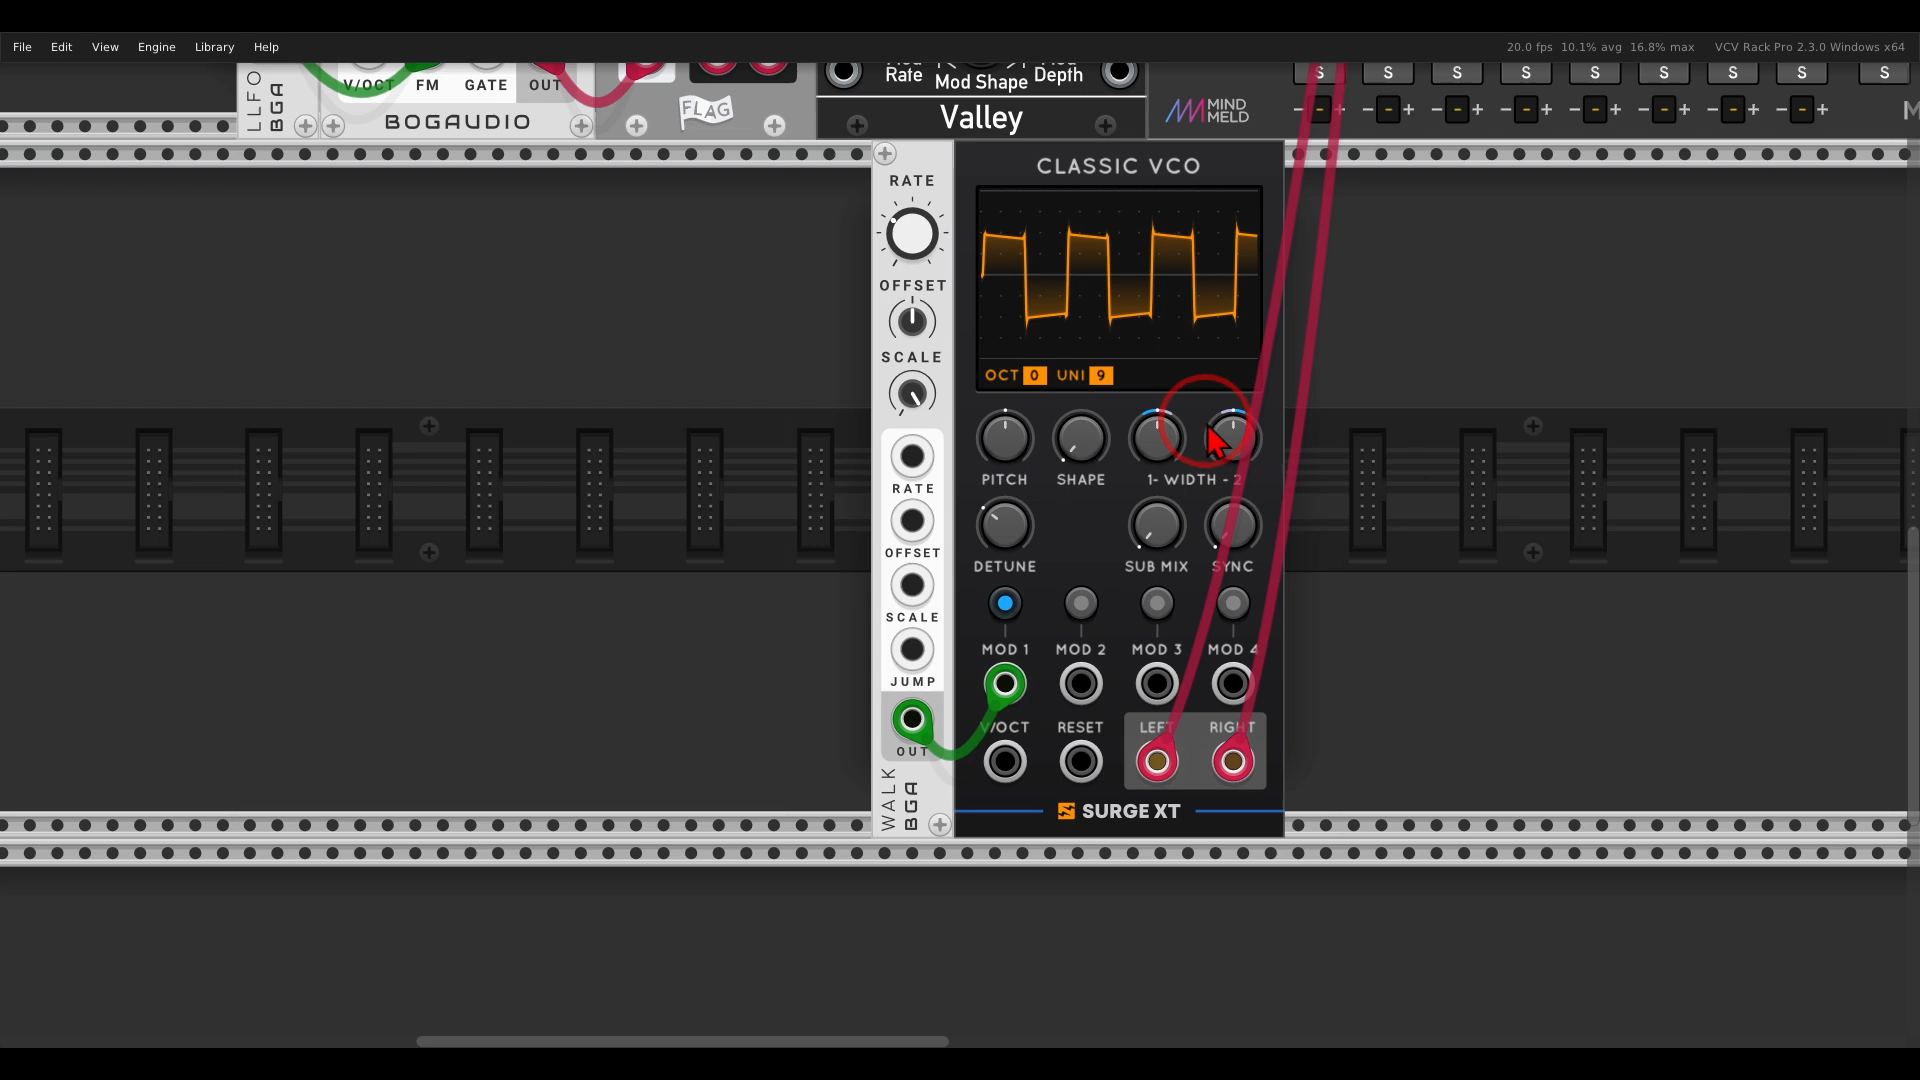 File Edit View Engine Library Help
20.0 fps 10.1% avg 16.8% max VCV Rack Pro 2.3.0 Windows x64
LLFO
BGA
V/OCT FM GATE OUT
BOGAUDIO
FLAG
Rate
Mod Shape
Depth
Valley
MIND
MELD
S S S S S S S S S
- - + - - + - - + - - + - - + - - + - - + - - +
RATE
OFFSET
SCALE
RATE
OFFSET
SCALE
JUMP
OUT
WALK
BGA
CLASSIC VCO
OCT 0 UNI 9
PITCH SHAPE 1- WIDTH - 2
DETUNE SUB MIX SYNC
MOD 1 MOD 2 MOD 3 MOD 4
V/OCT RESET LEFT RIGHT
SURGE XT